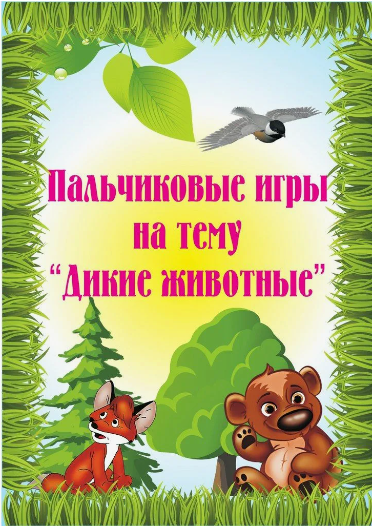 Пальчиковые игры
на тему
“Дикие животные”